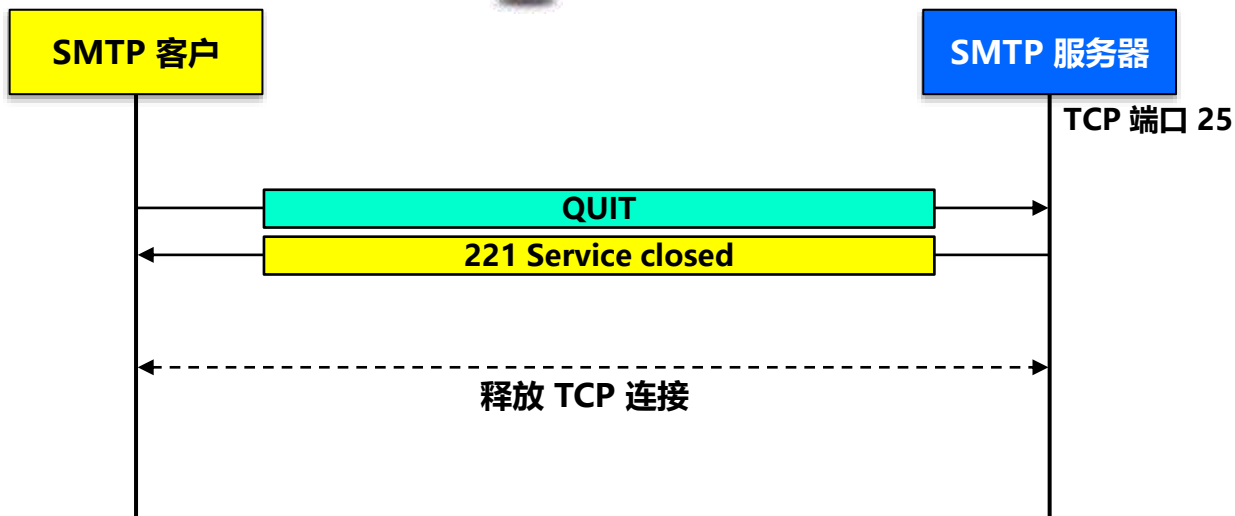 SMTP 客户
SMTP 服务器
TCP 端口 25
QUIT
221 Service closed
释放 TCP 连接